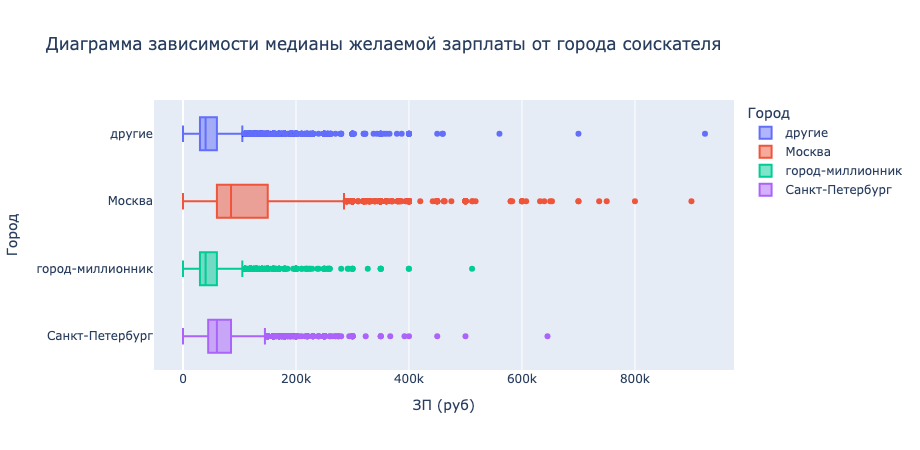 Диаграмма зависимости медианы желаемой зарплаты от города соискателя
Город
другие
Москва
город-миллионник
Санкт-Петербург
0
200k
400k
600k
800k
ЗП (руб)
Город
другие
Москва
город-миллионник
Санкт-Петербург